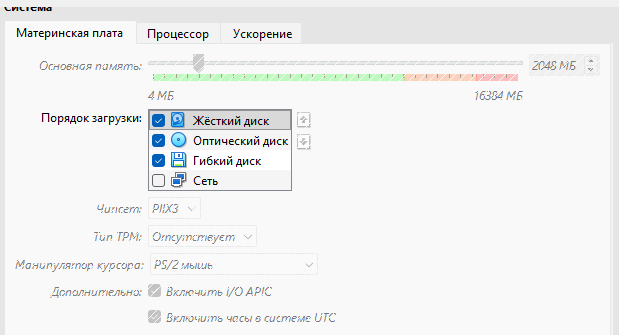 Система
Материнская плата Процессор Ускорение
Основная память: 2048 МБ
4 МБ 16384 МБ
Порядок загрузки: Жёсткий диск
Оптический диск
Гибкий диск
Сеть
Чипсет: PIIX3
Тип TPM: Отсутствует
Манипулятор курсора: PS/2 мышь
Дополнительно: Включить I/O APIC
Включить часы в системе UTC